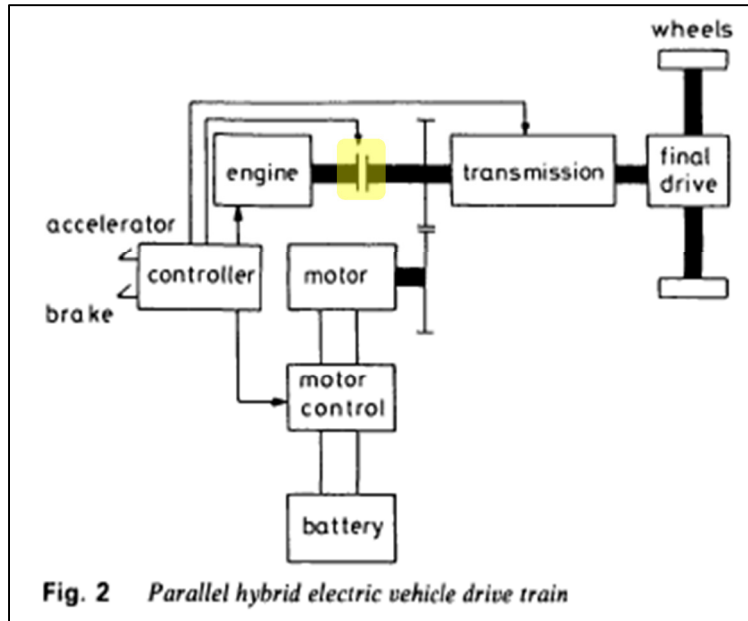 wheels
engine
transmission
final
drive
accelerator
controller
brake
motor
motor
control
battery
Fig. 2 Parallel hybrid electric vehicle drive train